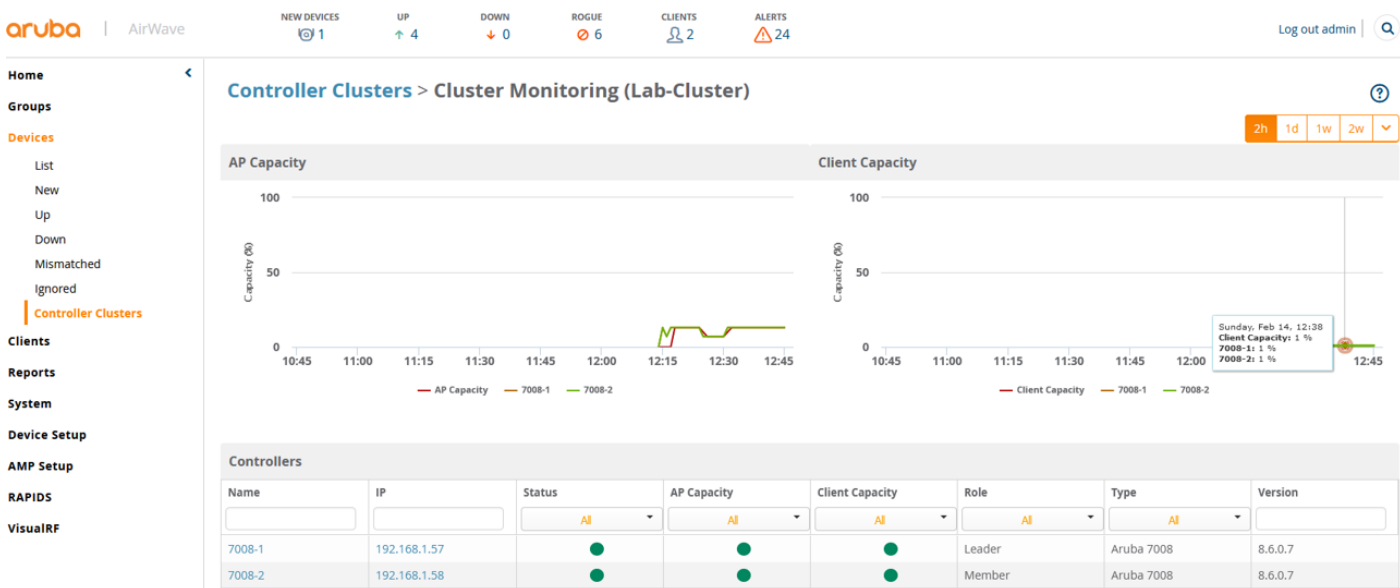 aruba | AirWave
NEW DEVICES UP DOWN ROGUE CLIENTS ALERTS
1 4 0 6 2 24
Log out admin
Home
Groups
Devices
List
New
Up
Down
Mismatched
Ignored
Controller Clusters
Clients
Reports
System
Device Setup
AMP Setup
RAPIDS
VisualRF
Controller Clusters > Cluster Monitoring (Lab-Cluster)
2h 1d 1w 2w
AP Capacity
100
50
0
Capacity (%)
10:45 11:00 11:15 11:30 11:45 12:00 12:15 12:30 12:45
AP Capacity 7008-1 7008-2
Client Capacity
100
50
0
Capacity (%)
Sunday, Feb 14, 12:38
Client Capacity: 1 %
7008-1: 1 %
7008-2: 1 %
10:45 11:00 11:15 11:30 11:45 12:00 12:45
Client Capacity 7008-1 7008-2
Controllers
Name IP Status AP Capacity Client Capacity Role Type Version
All All All All All
7008-1 192.168.1.57 Leader Aruba 7008 8.6.0.7
7008-2 192.168.1.58 Member Aruba 7008 8.6.0.7